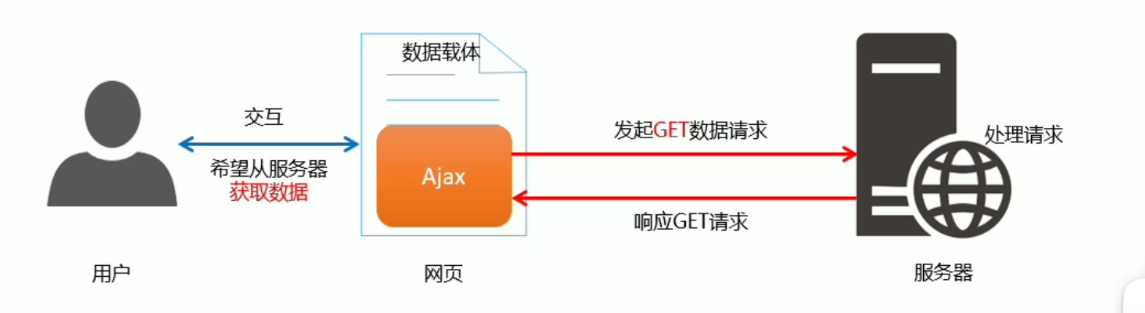 数据载体
交互
希望从服务器
获取数据
Ajax
发起GET数据请求
处理请求
响应GET请求
用户
网页
服务器